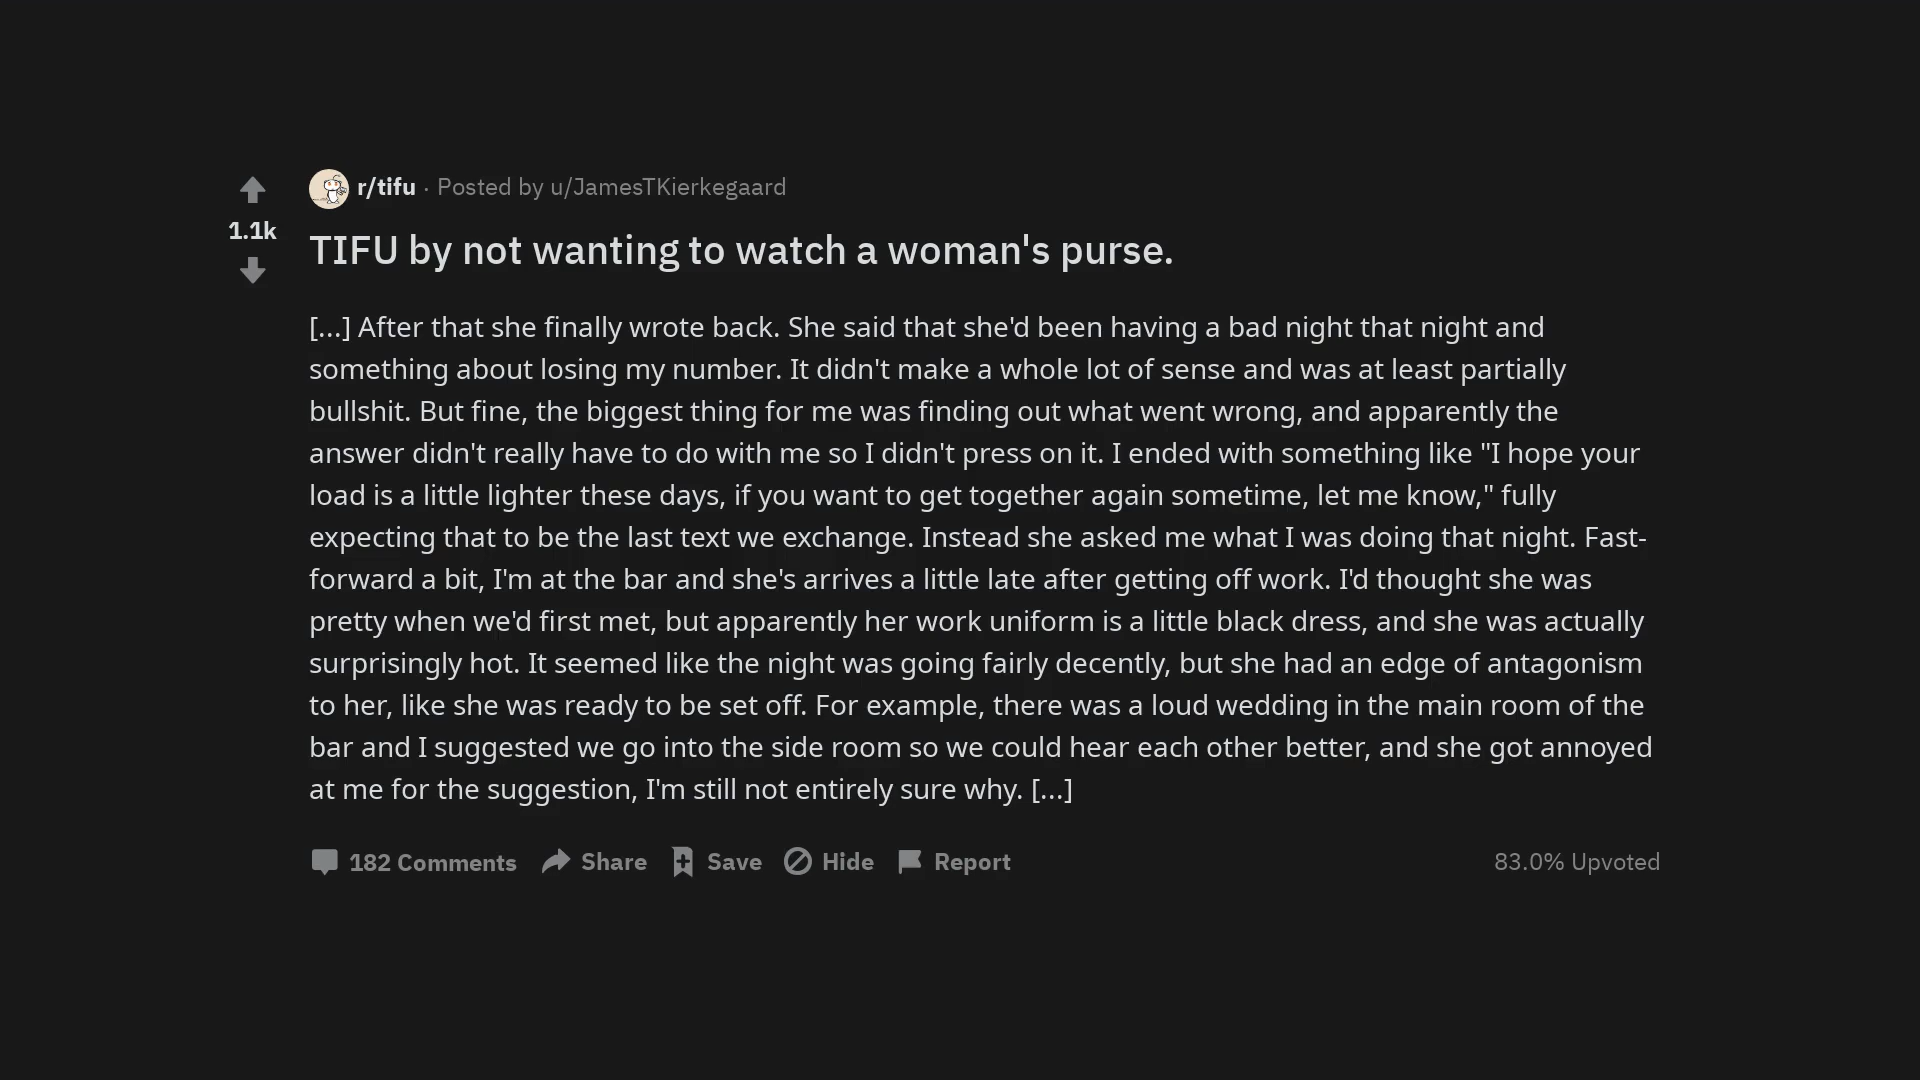 r/tifu · Posted by u/JamesTKierkegaard
1.1k
TIFU by not wanting to watch a woman's purse.
[...] After that she finally wrote back. She said that she'd been having a bad night that night and
something about losing my number. It didn't make a whole lot of sense and was at least partially
bullshit. But fine, the biggest thing for me was finding out what went wrong, and apparently the
answer didn't really have to do with me so I didn't press on it. I ended with something like "I hope your
load is a little lighter these days, if you want to get together again sometime, let me know," fully
expecting that to be the last text we exchange. Instead she asked me what I was doing that night. Fast-
forward a bit, I'm at the bar and she's arrives a little late after getting off work. I'd thought she was
pretty when we'd first met, but apparently her work uniform is a little black dress, and she was actually
surprisingly hot. It seemed like the night was going fairly decently, but she had an edge of antagonism
to her, like she was ready to be set off. For example, there was a loud wedding in the main room of the
bar and I suggested we go into the side room so we could hear each other better, and she got annoyed
at me for the suggestion, I'm still not entirely sure why. [...]
182 Comments Share Save Hide Report 83.0% Upvoted